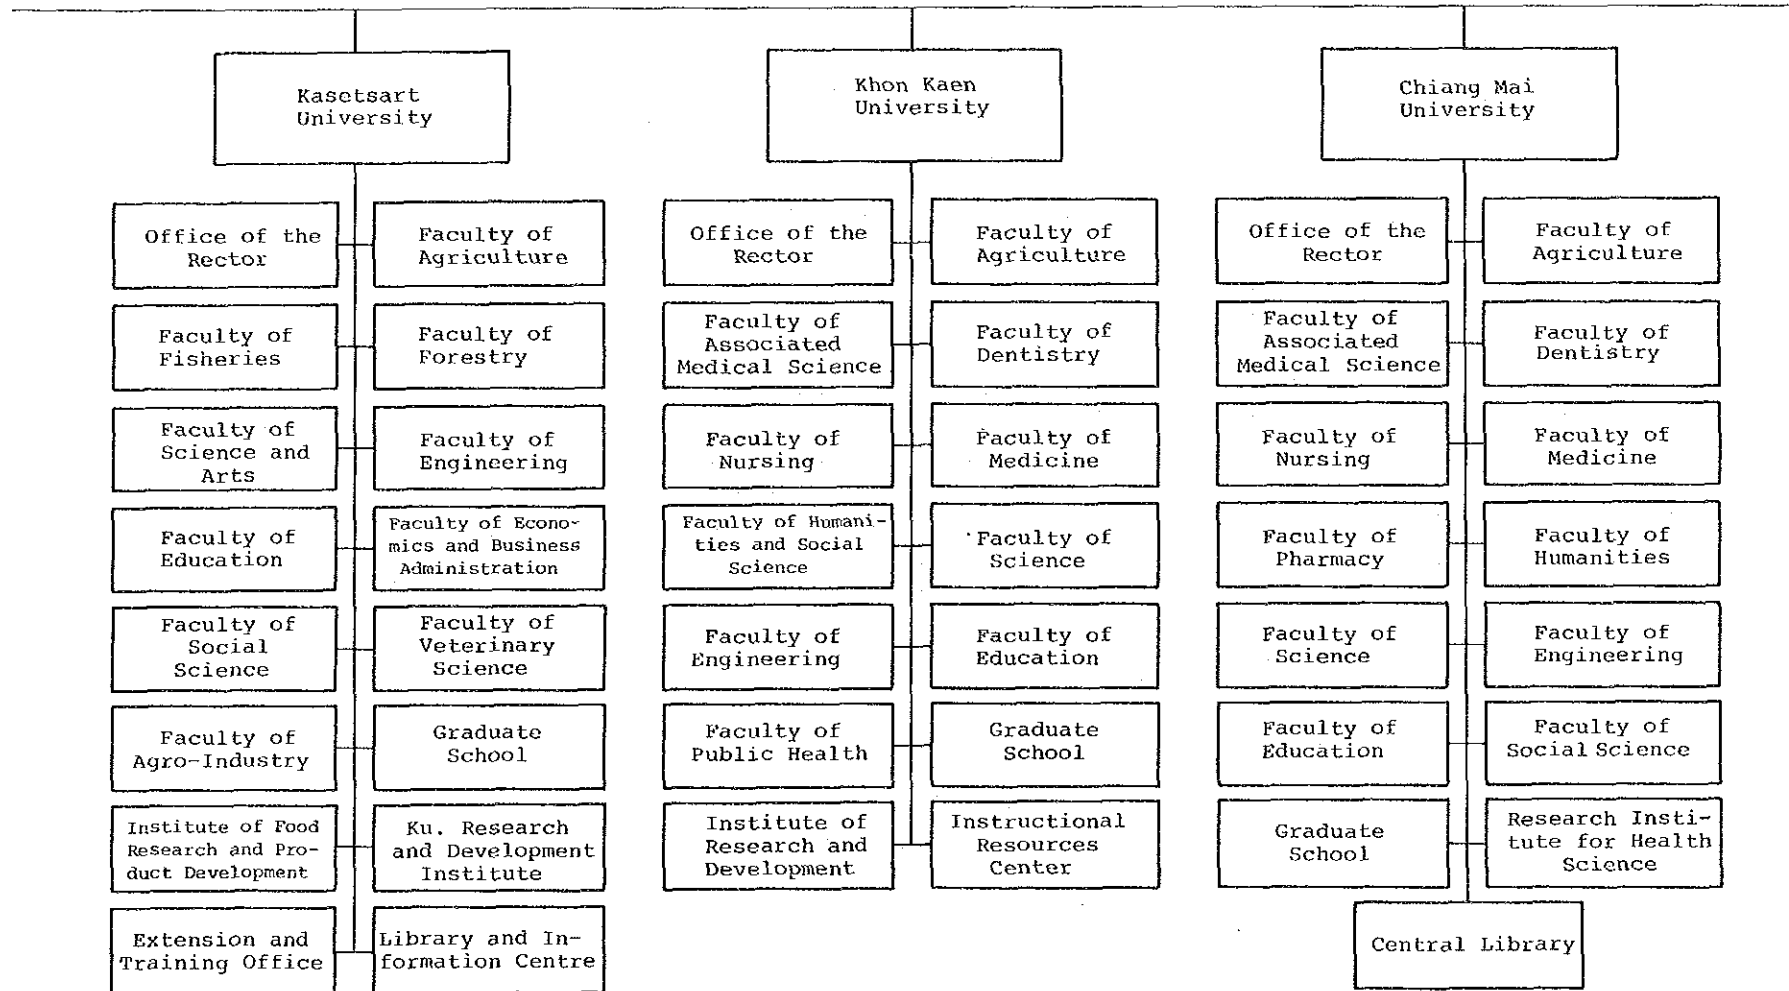 Kasetsart
University
Khon Kaen
University
Chiang Mai
University
Office of the
Rector
Faculty of
Agriculture
Faculty of
Fisheries
Faculty of
Forestry
Faculty of
Science and
Arts
Faculty of
Engineering
Faculty of
Education
Faculty of Econo-
mics and Business
Administration
Faculty of
Social
Science
Faculty of
Veterinary
Science
Faculty of
Agro-Industry
Graduate
School
Institute of Food
Research and Pro-
duct Development
Ku. Research
and Development
Institute
Extension and
Training Office
Library and In-
formation Centre
Office of the
Rector
Faculty of
Agriculture
Faculty of
Associated
Medical Science
Faculty of
Dentistry
Faculty of
Nursing
Faculty of
Medicine
Faculty of Humani-
ties and Social
Science
Faculty of
Science
Faculty of
Engineering
Faculty of
Education
Faculty of
Public Health
Graduate
School
Institute of
Research and
Development
Instructional
Resources
Center
Office of the
Rector
Faculty of
Agriculture
Faculty of
Associated
Medical Science
Faculty of
Dentistry
Faculty of
Nursing
Faculty of
Medicine
Faculty of
Pharmacy
Faculty of
Humanities
Faculty of
Science
Faculty of
Engineering
Faculty of
Education
Faculty of
Social Science
Graduate
School
Research Insti-
tute for Health
Science
Central Library